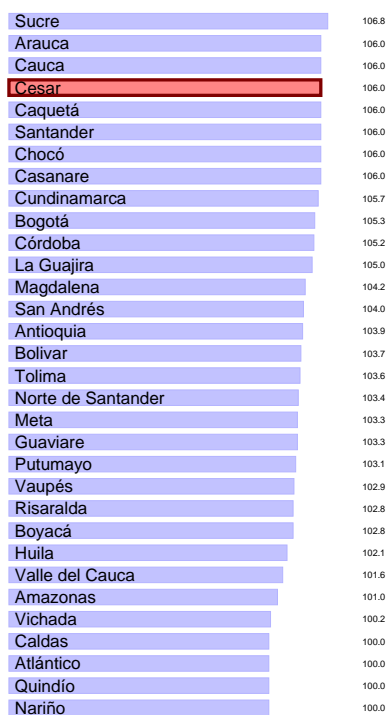 Sucre 106.8
Arauca 106.0
Cauca 106.0
Cesar 106.0
Caquetá 106.0
Santander 106.0
Chocó 106.0
Casanare 106.0
Cundinamarca 105.7
Bogotá 105.3
Córdoba 105.2
La Guajira 105.0
Magdalena 104.2
San Andrés 104.0
Antioquia 103.9
Bolivar 103.7
Tolima 103.6
Norte de Santander 103.4
Meta 103.3
Guaviare 103.3
Putumayo 103.1
Vaupés 102.9
Risaralda 102.8
Boyacá 102.8
Huila 102.1
Valle del Cauca 101.6
Amazonas 101.0
Vichada 100.2
Caldas 100.0
Atlántico 100.0
Quindío 100.0
Nariño 100.0